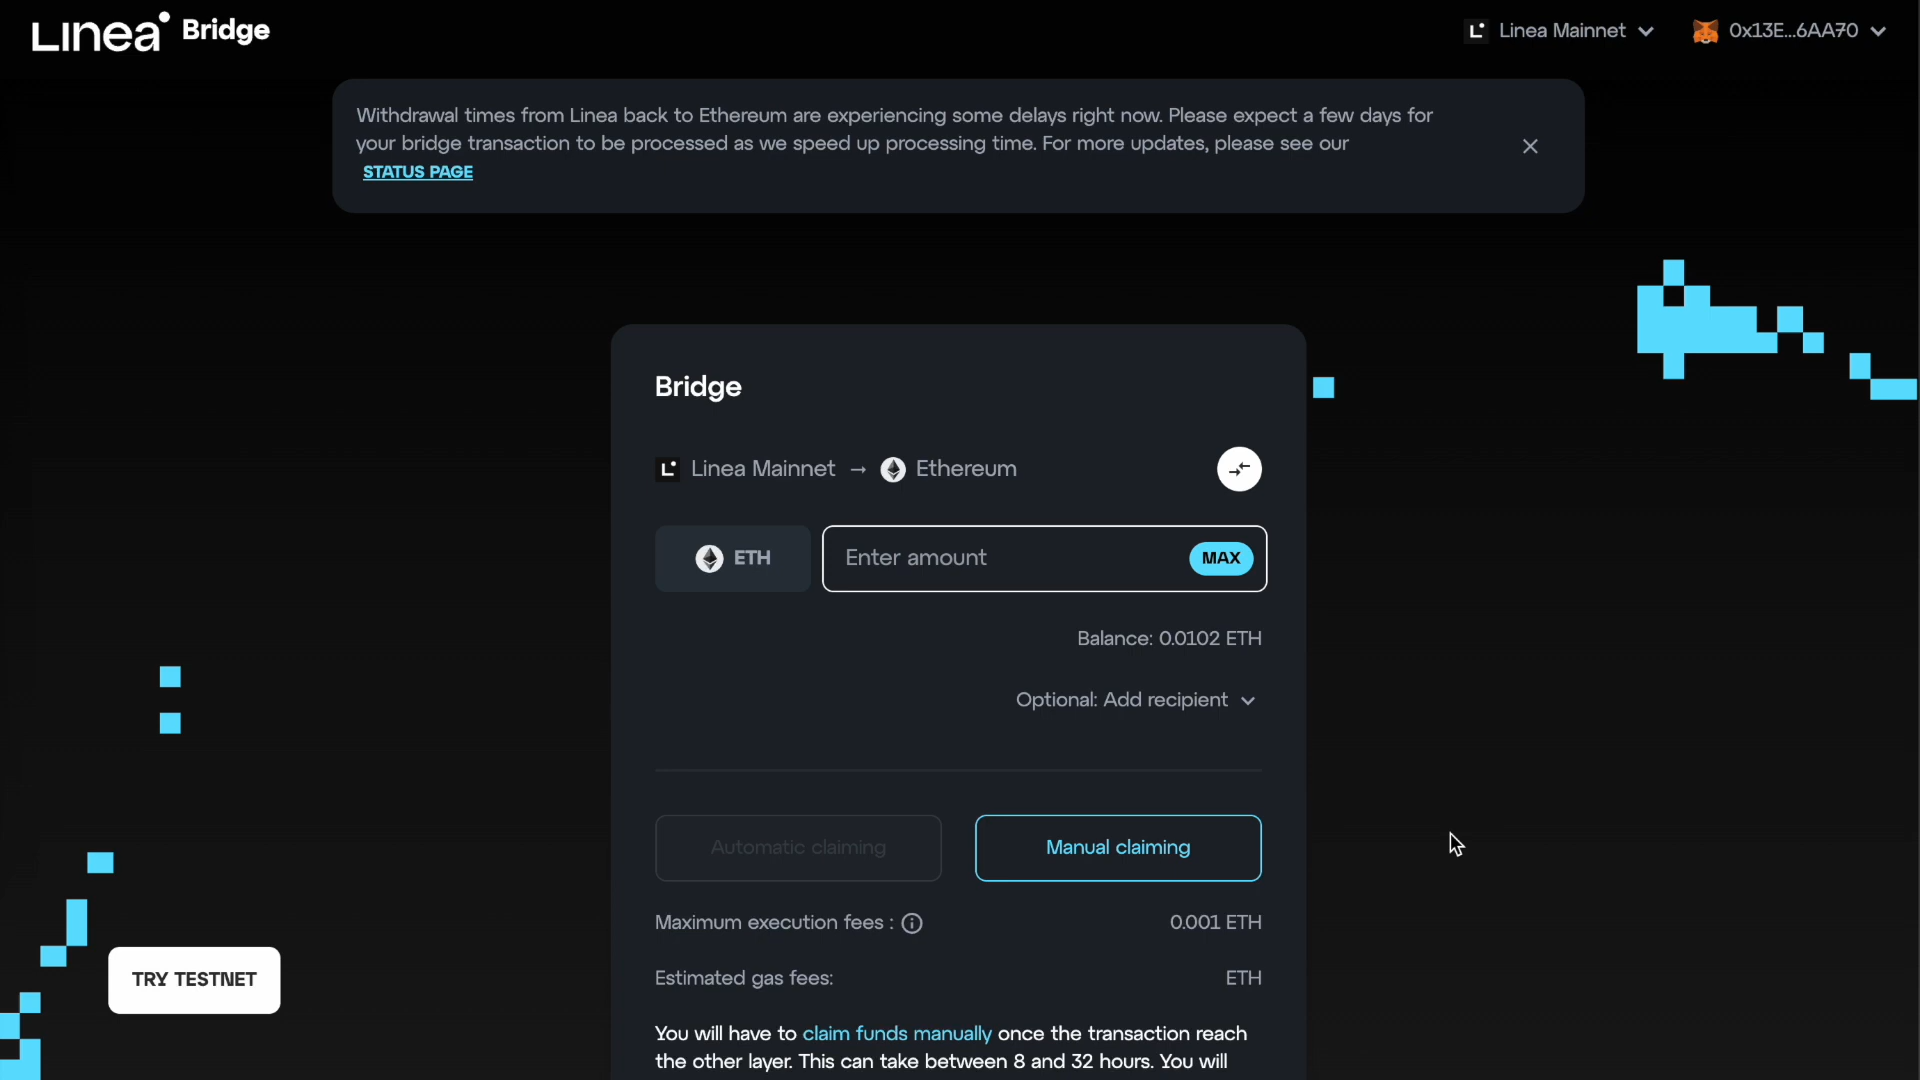 Linea Bridge
Linea Mainnet
0x13E...6AA70
Withdrawal times from Linea back to Ethereum are experiencing some delays right now. Please expect a few days for
your bridge transaction to be processed as we speed up processing time. For more updates, please see our
STATUS PAGE
Bridge
Linea Mainnet → Ethereum
ETH
Enter amount
MAX
Balance: 0.0102 ETH
Optional: Add recipient
Automatic claiming
Manual claiming
Maximum execution fees :
0.001 ETH
Estimated gas fees:
ETH
You will have to claim funds manually once the transaction reach
the other layer. This can take between 8 and 32 hours. You will
TRY TESTNET